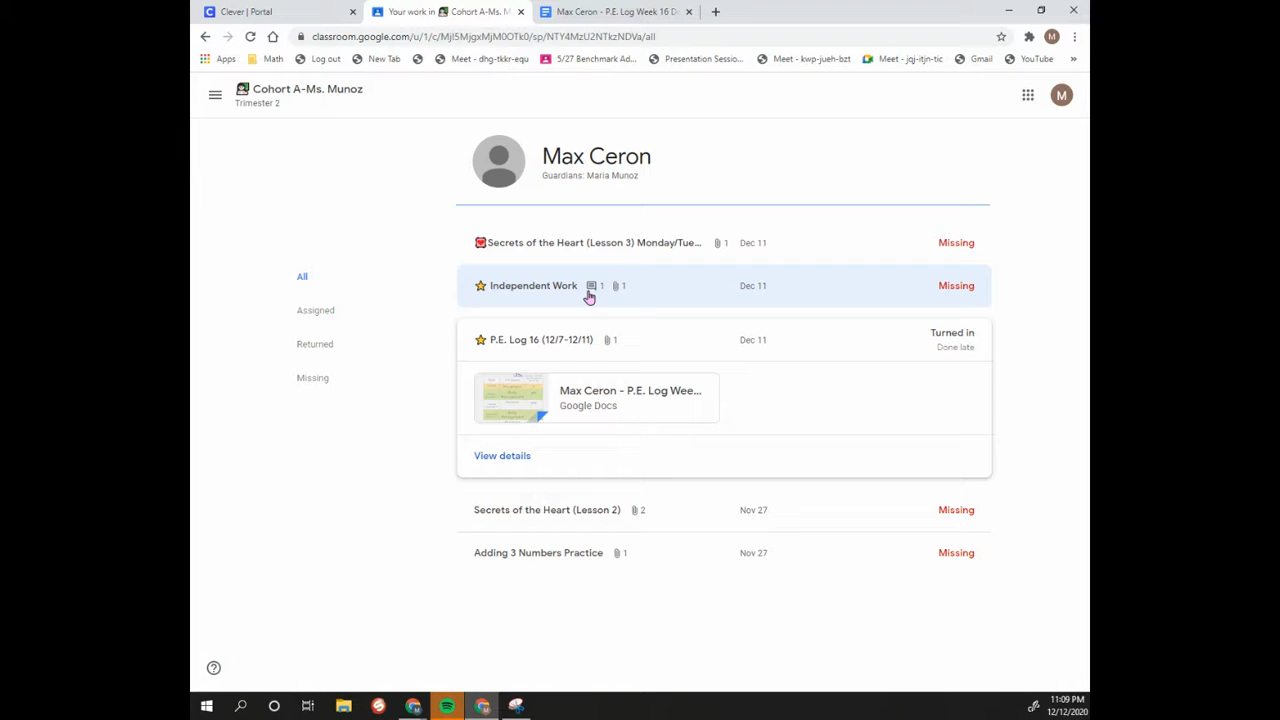 Clever | Portal
Your work in Cohort A-Ms. M
Max Ceron - P.E. Log Week 16 D
classroom.google.com/u/1/c/MjI5MjgxMjM0OTk0/sp/NTY4MzU2NTkzNDVa/all
M
Apps
Math
Log out
New Tab
Meet - dhg-tkkr-equ
5/27 Benchmark Ad...
Presentation Sessio...
Meet - kwp-jueh-bzt
Meet - jqj-itjn-tic
Gmail
YouTube
»
Cohort A-Ms. Munoz
Trimester 2
M
Max Ceron
Guardians: Maria Munoz
All
Assigned
Returned
Missing
Secrets of the Heart (Lesson 3) Monday/Tue... 1 Dec 11 Missing
Independent Work 1 1 Dec 11 Missing
P.E. Log 16 (12/7-12/11) 1 Dec 11 Turned in
Done late
Max Ceron - P.E. Log Wee...
Google Docs
View details
Secrets of the Heart (Lesson 2) 2 Nov 27 Missing
Adding 3 Numbers Practice 1 Nov 27 Missing
11:09 PM
12/12/2020